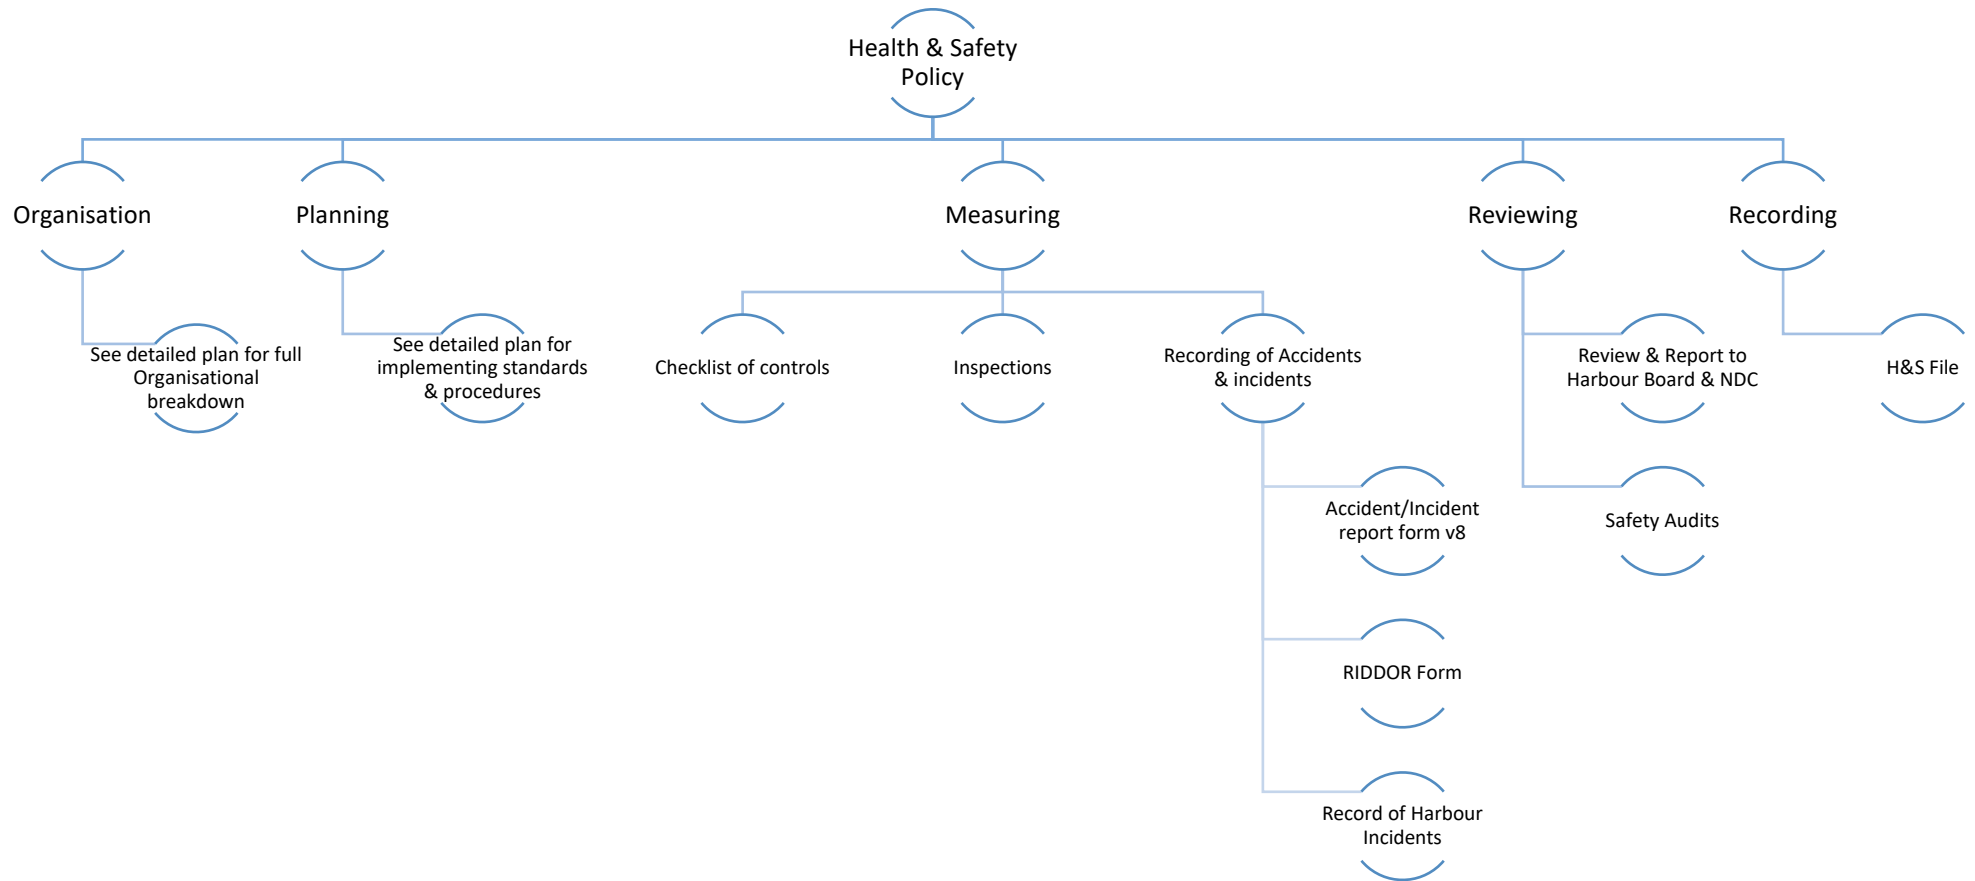 Health & Safety
Policy
Organisation
Planning
Measuring
Reviewing
Recording
See detailed plan for full
Organisational
breakdown
See detailed plan for
implementing standards
& procedures
Checklist of controls
Inspections
Recording of Accidents
& incidents
Review & Report to
Harbour Board & NDC
H&S File
Accident/Incident
report form v8
Safety Audits
RIDDOR Form
Record of Harbour
Incidents